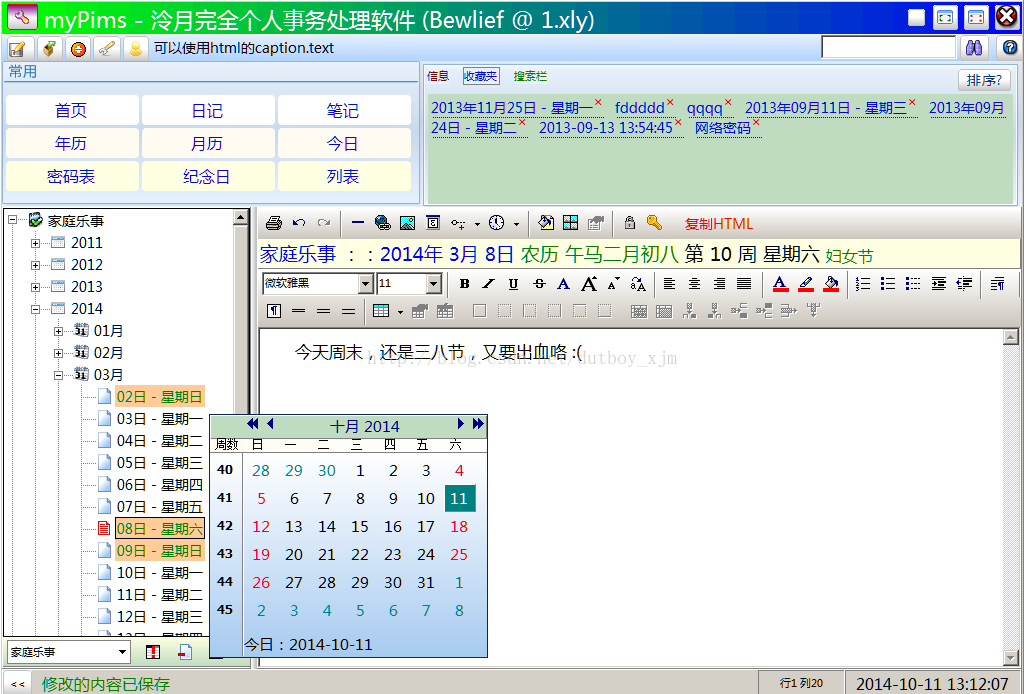 myPims - 泠月完全个人事务处理软件 (Bewlief @ 1.xly)
可以使用html的caption.text
常用
首页 日记 笔记
年历 月历 今日
密码表 纪念日 列表
信息 收藏夹 搜索栏 排序?
2013年11月25日 - 星期一 fddddd qqqq 2013年09月11日 - 星期三 2013年09月
24日 - 星期二 2013-09-13 13:54:45 网络密码
家庭乐事
2011
2012
2013
2014
01月
02月
03月
02日 - 星期日
03日 - 星期一
04日 - 星期二
05日 - 星期三
06日 - 星期四
07日 - 星期五
08日 - 星期六
09日 - 星期日
10日 - 星期一
11日 - 星期二
12日 - 星期三
13日 - 星期四
家庭乐事
复制HTML
家庭乐事 ：：2014年 3月 8日 农历 午马二月初八 第 10 周 星期六 妇女节
微软雅黑 11
今天周末，还是三八节，又要出血咯 :(
http://blog.csdn.net/dutboy_xjm
十月 2014
周数 日 一 二 三 四 五 六
40 28 29 30 1 2 3 4
41 5 6 7 8 9 10 11
42 12 13 14 15 16 17 18
43 19 20 21 22 23 24 25
44 26 27 28 29 30 31 1
45 2 3 4 5 6 7 8
今日：2014-10-11
<< 修改的内容已保存 行1 列20 2014-10-11 13:12:07